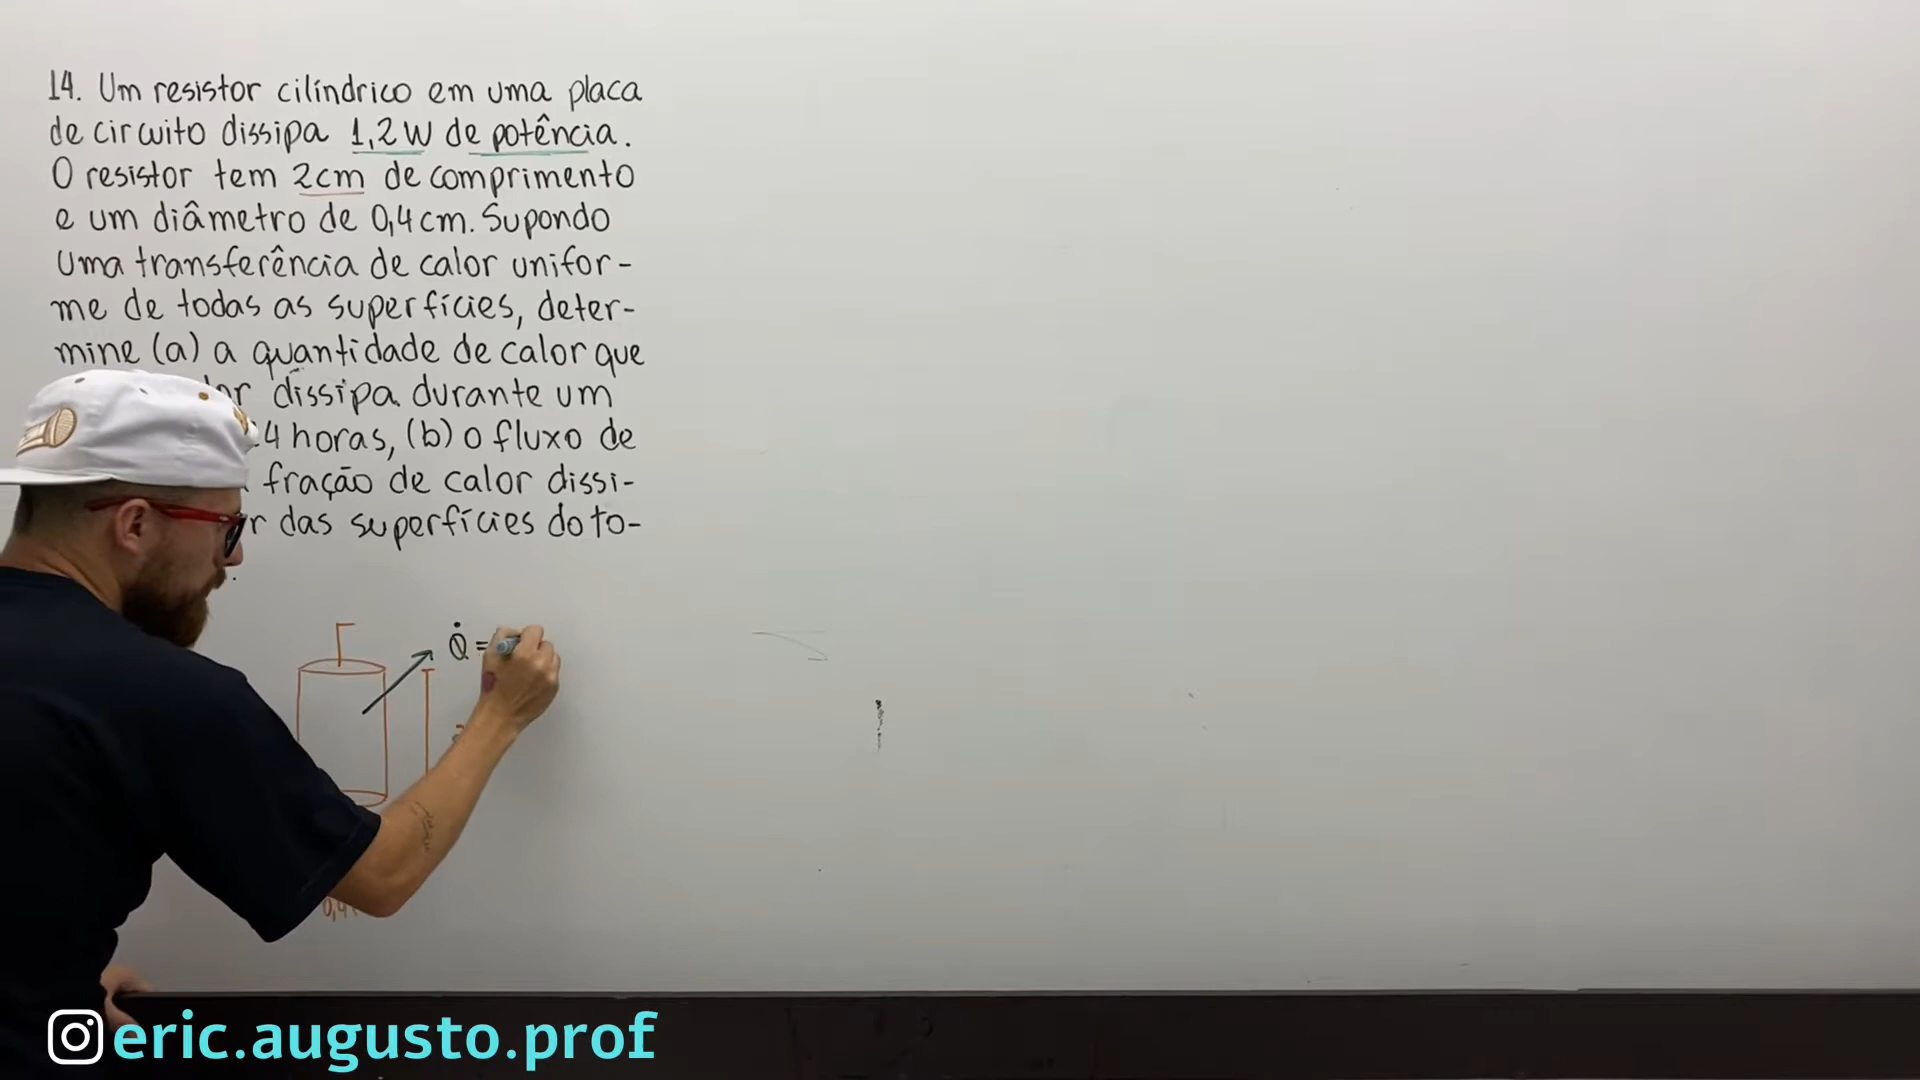 14. Um resistor cilíndrico em uma placa
de circuito dissipa 1,2W de potência.
O resistor tem 2cm de comprimento
e um diâmetro de 0,4cm. Supondo
uma transferência de calor unifor-
me de todas as superfícies, deter-
mine (a) a quantidade de calor que
dissipa durante um
4 horas, (b) o fluxo de
fração de calor dissi-
r das superfícies do to-
Q̇ =
0,4
eric.augusto.prof